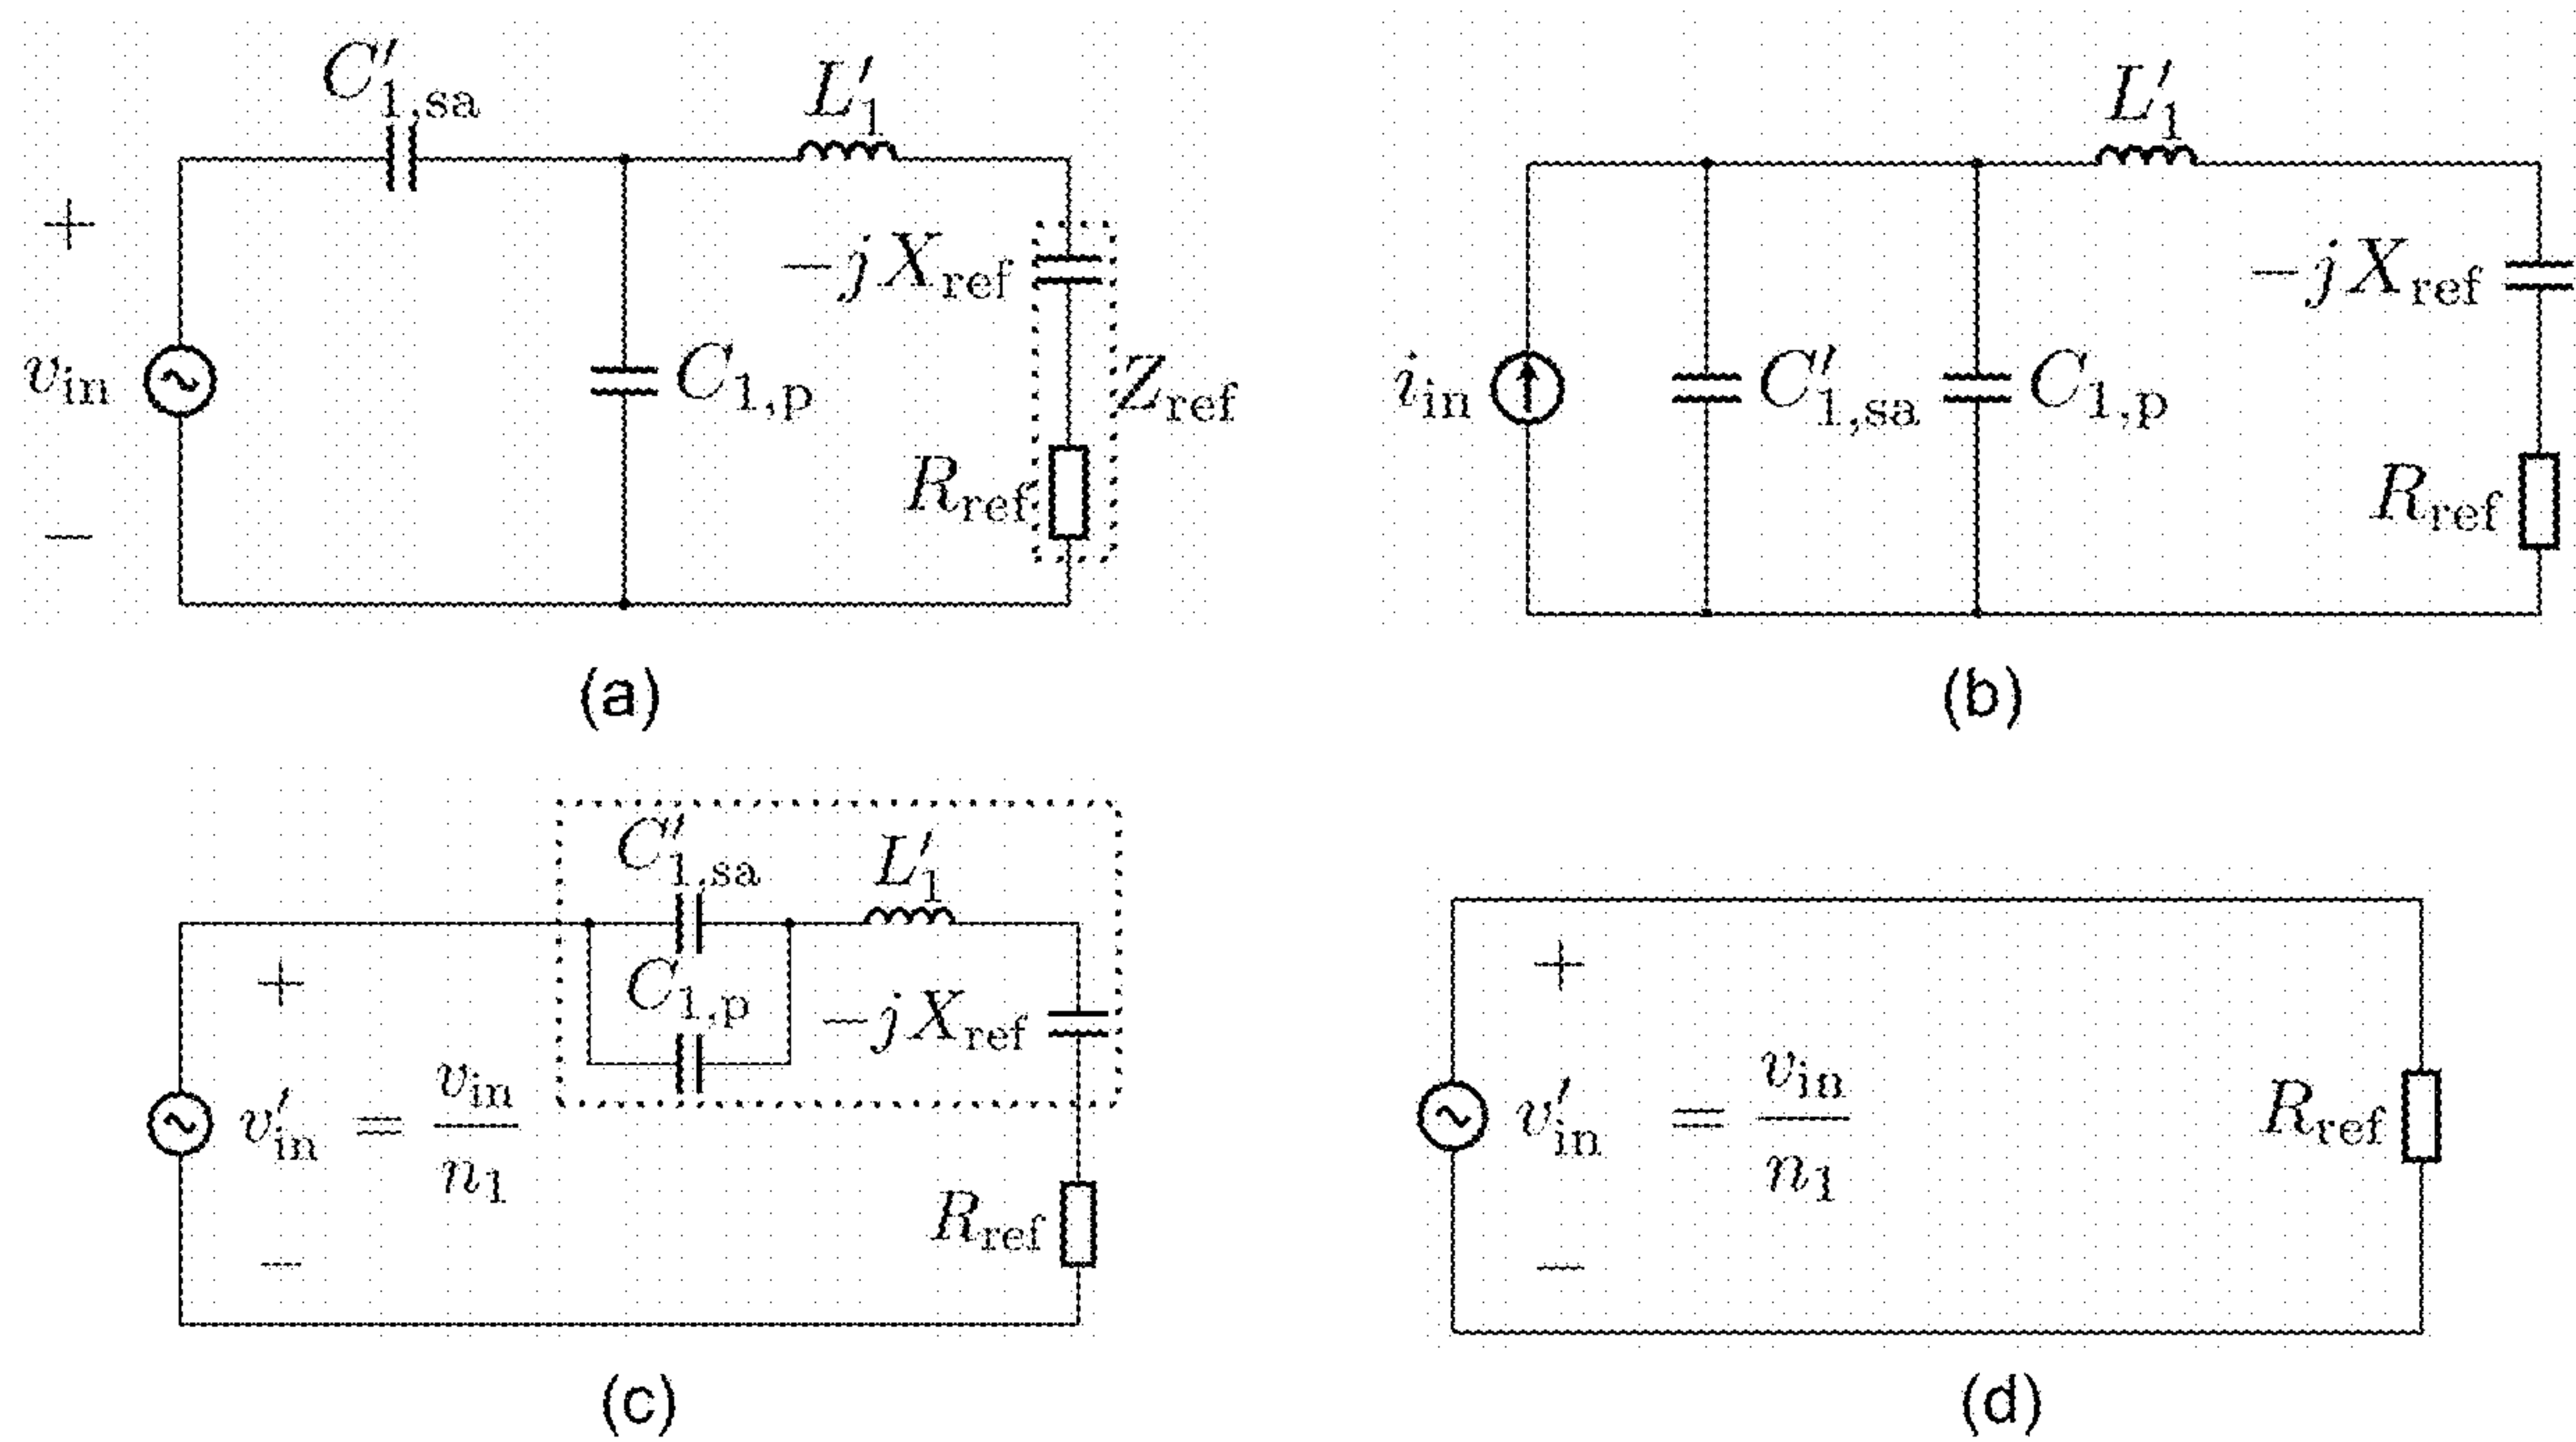 C′1,sa
L′1
+
−jXref
vin
C1,p
Zref
Rref
−
(a)
L′1
−jXref
iin
C′1,sa
C1,p
Rref
(b)
C′1,sa
L′1
+
C1,p
−jXref
v′in = vin/n1
Rref
−
(c)
+
v′in = vin/n1
Rref
−
(d)